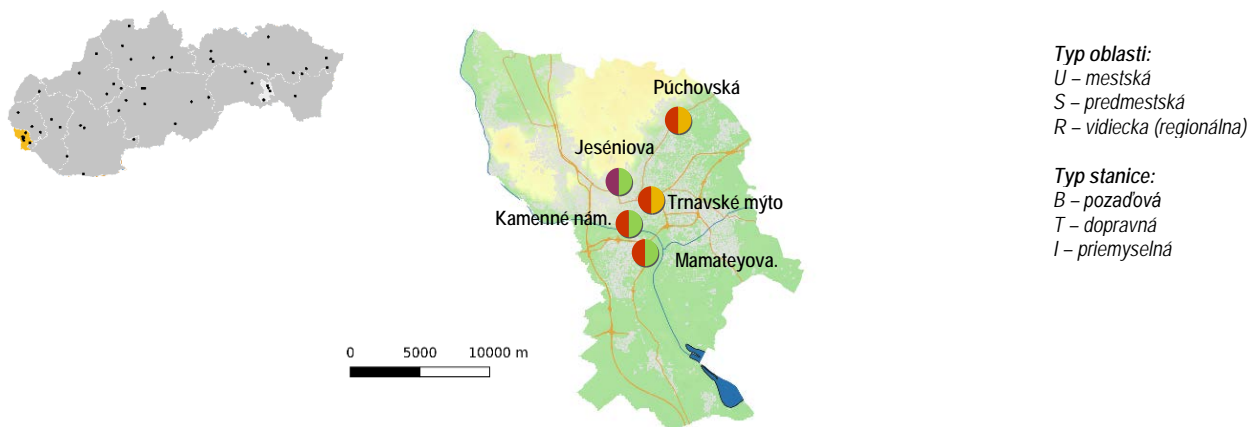 Púchovská
Jeséniova
Trnavské mýto
Kamenné nám.
Mamateyova.
0 5000 10000 m
Typ oblasti:
U – mestská
S – predmestská
R – vidiecka (regionálna)
Typ stanice:
B – pozaďová
T – dopravná
I – priemyselná